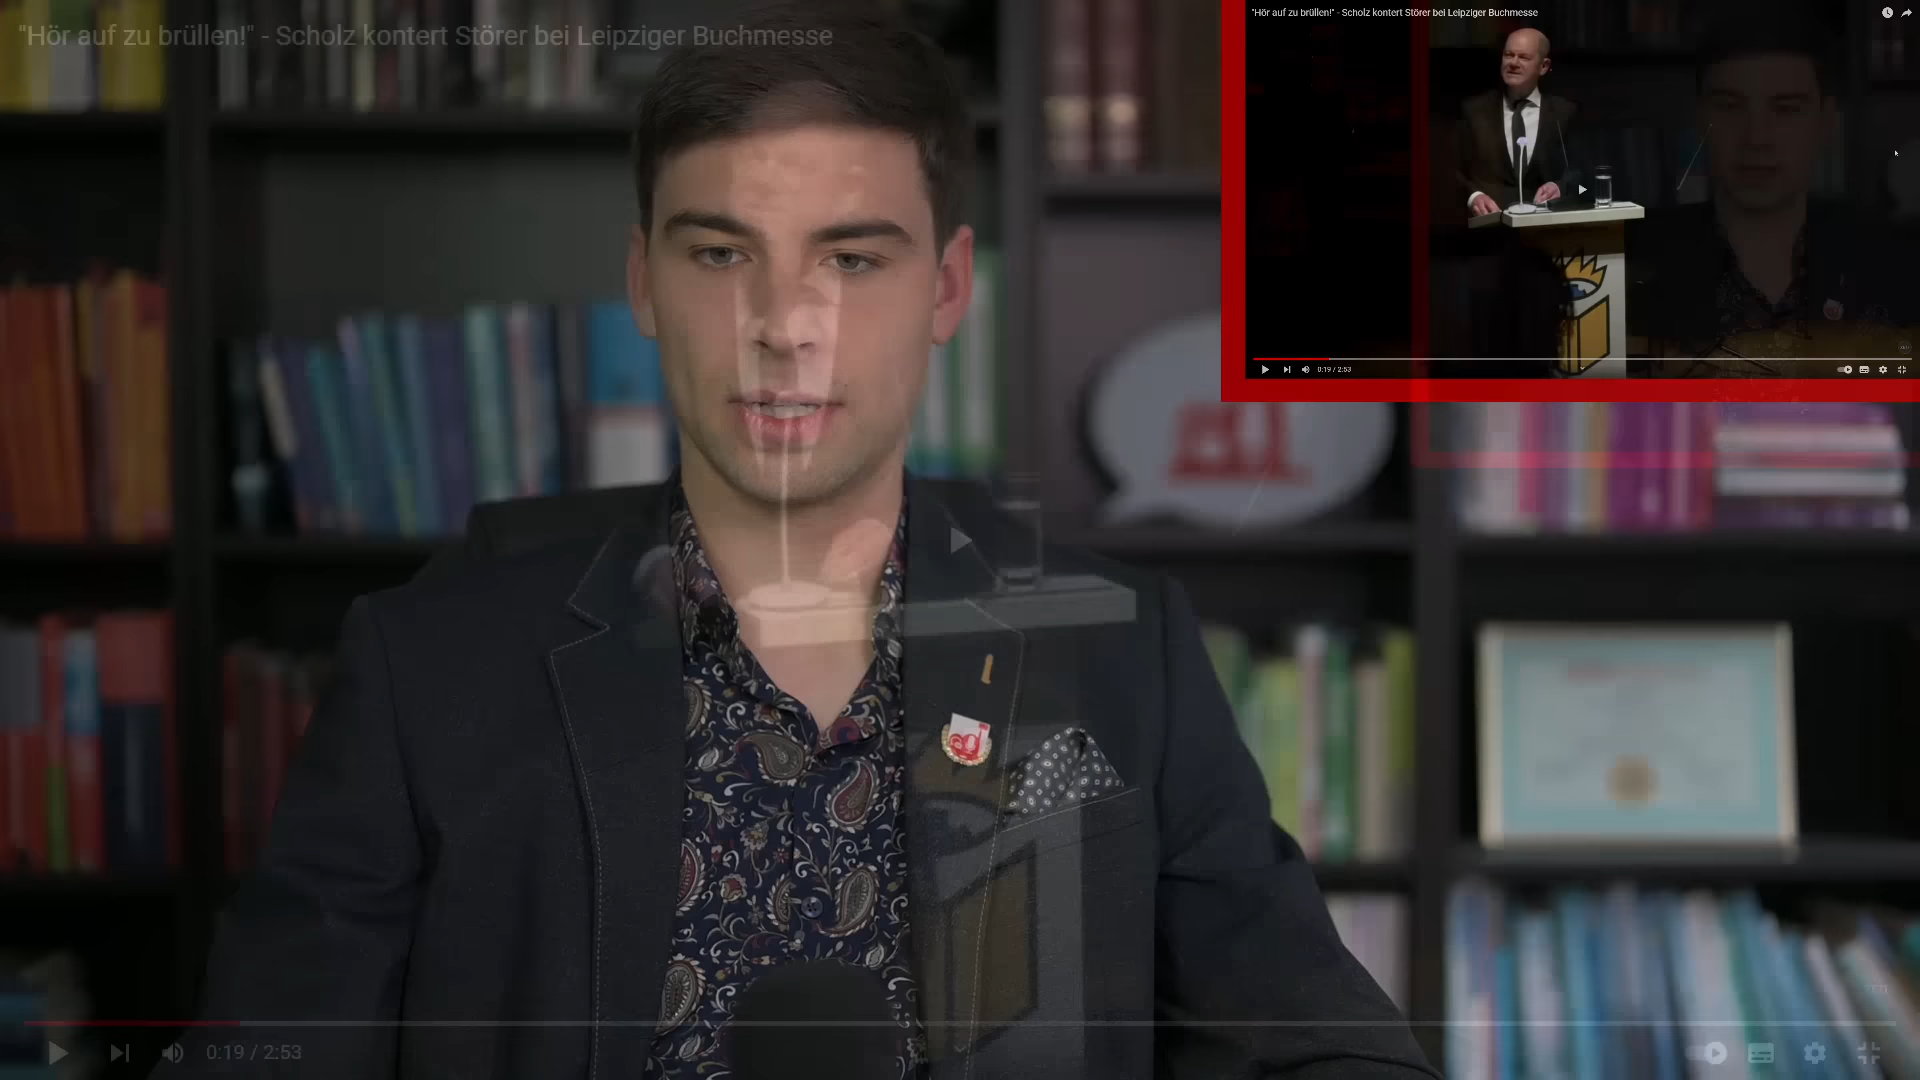 "Hör auf zu brüllen!" - Scholz kontert Störer bei Leipziger Buchmesse
"Hör auf zu brüllen!" - Scholz kontert Störer bei Leipziger Buchmesse
0:19 / 2:53
0:19 / 2:53